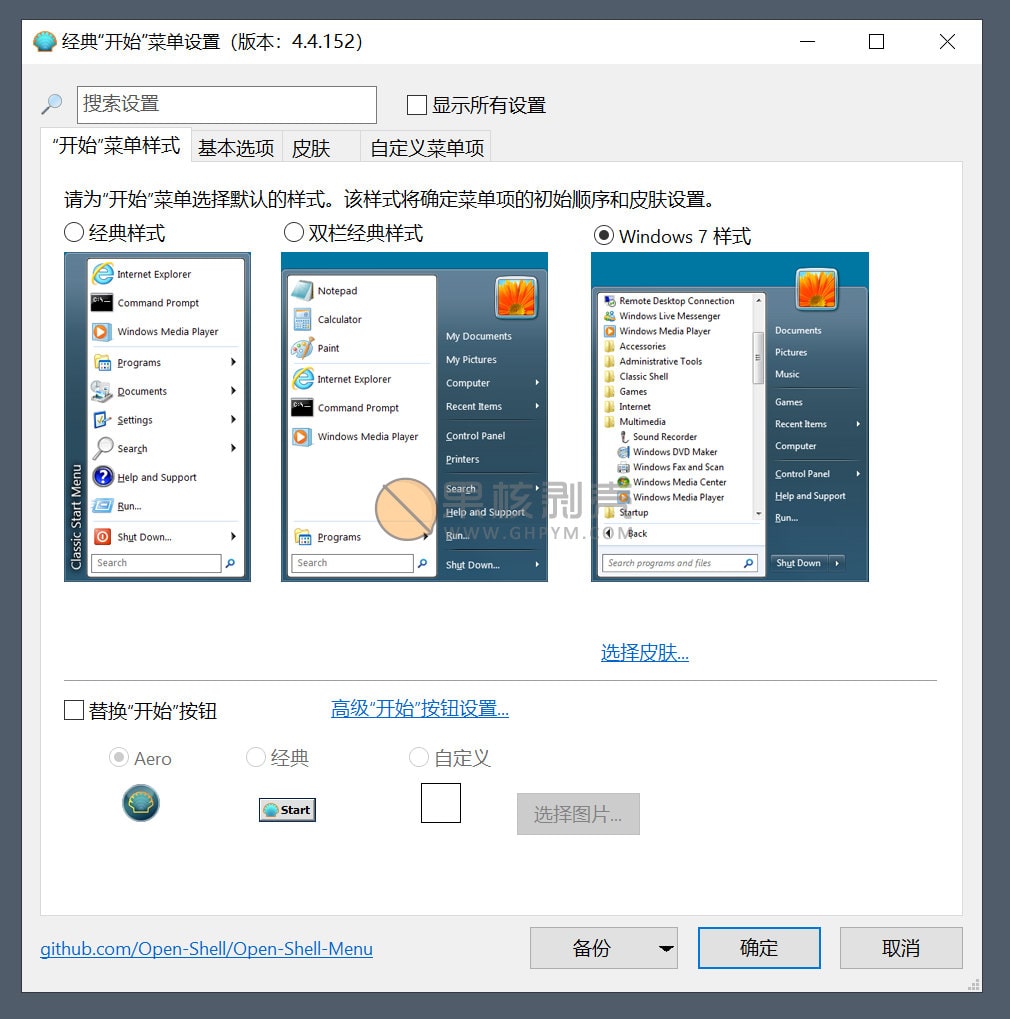 经典“开始”菜单设置（版本：4.4.152）
搜索设置
显示所有设置
“开始”菜单样式
基本选项
皮肤
自定义菜单项
请为“开始”菜单选择默认的样式。该样式将确定菜单项的初始顺序和皮肤设置。
经典样式
双栏经典样式
Windows 7 样式
Internet Explorer
Command Prompt
Windows Media Player
Programs
Documents
Settings
Search
Help and Support
Run...
Shut Down...
Search
Classic Start Menu
Notepad
Calculator
Paint
Internet Explorer
Command Prompt
Windows Media Player
Programs
Search
My Documents
My Pictures
Computer
Recent Items
Control Panel
Printers
Search
Help and Support
Run...
Shut Down...
Remote Desktop Connection
Windows Live Messenger
Windows Media Player
Accessories
Administrative Tools
Classic Shell
Games
Internet
Multimedia
Sound Recorder
Windows DVD Maker
Windows Fax and Scan
Windows Media Center
Windows Media Player
Startup
Back
Search programs and files
Documents
Pictures
Music
Games
Recent Items
Computer
Control Panel
Help and Support
Run...
Shut Down
黑核剥壳
WWW.GHPYM.COM
选择皮肤...
替换“开始”按钮
高级“开始”按钮设置...
Aero
经典
自定义
Start
选择图片...
github.com/Open-Shell/Open-Shell-Menu
备份
确定
取消